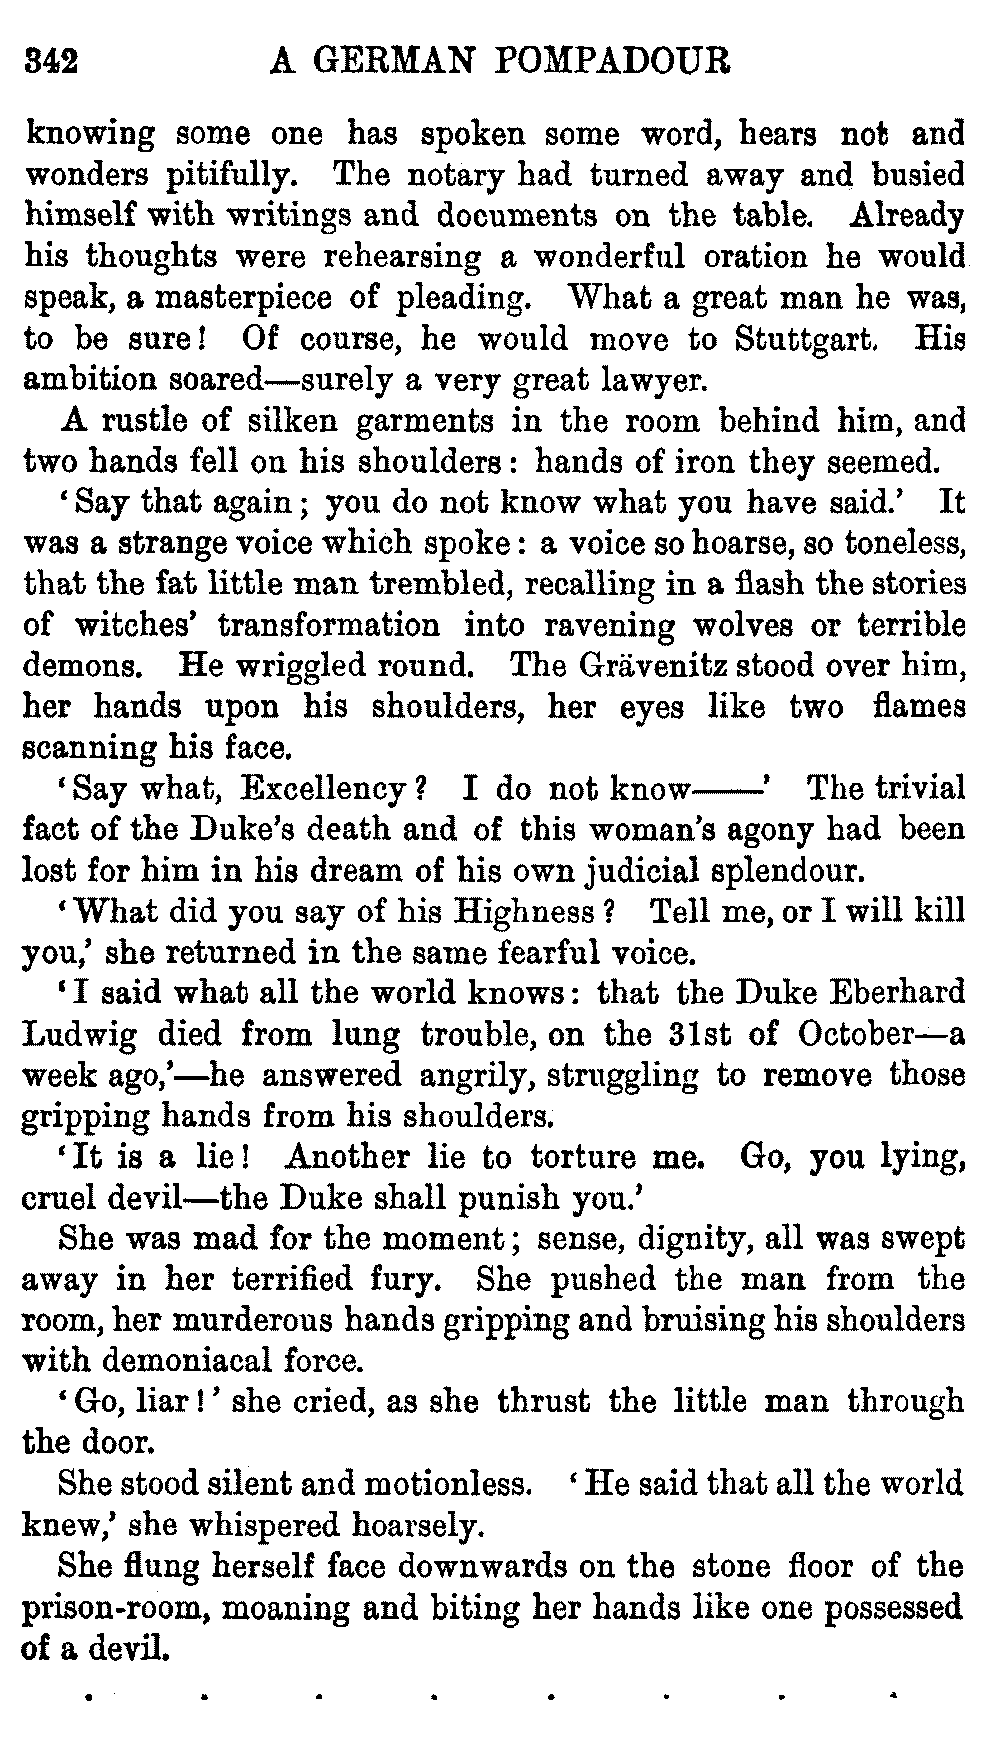 342 A GERMAN POMPADOUR
knowing some one has spoken some word, hears not and
wonders pitifully. The notary had turned away and busied
himself with writings and documents on the table. Already
his thoughts were rehearsing a wonderful oration he would
speak, a masterpiece of pleading. What a great man he was,
to be sure! Of course, he would move to Stuttgart. His
ambition soared—surely a very great lawyer.
A rustle of silken garments in the room behind him, and
two hands fell on his shoulders: hands of iron they seemed.
'Say that again; you do not know what you have said.' It
was a strange voice which spoke: a voice so hoarse, so toneless,
that the fat little man trembled, recalling in a flash the stories
of witches' transformation into ravening wolves or terrible
demons. He wriggled round. The Grävenitz stood over him,
her hands upon his shoulders, her eyes like two flames
scanning his face.
'Say what, Excellency? I do not know——' The trivial
fact of the Duke's death and of this woman's agony had been
lost for him in his dream of his own judicial splendour.
'What did you say of his Highness? Tell me, or I will kill
you,' she returned in the same fearful voice.
'I said what all the world knows: that the Duke Eberhard
Ludwig died from lung trouble, on the 31st of October—a
week ago,'—he answered angrily, struggling to remove those
gripping hands from his shoulders.
'It is a lie! Another lie to torture me. Go, you lying,
cruel devil—the Duke shall punish you.'
She was mad for the moment; sense, dignity, all was swept
away in her terrified fury. She pushed the man from the
room, her murderous hands gripping and bruising his shoulders
with demoniacal force.
'Go, liar!' she cried, as she thrust the little man through
the door.
She stood silent and motionless. 'He said that all the world
knew,' she whispered hoarsely.
She flung herself face downwards on the stone floor of the
prison-room, moaning and biting her hands like one possessed
of a devil.
. . . . . . . .